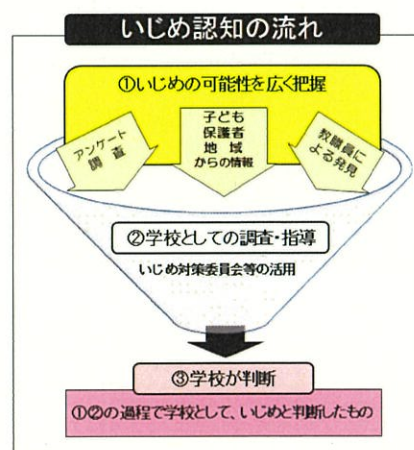 いじめ認知の流れ
①いじめの可能性を広く把握
アンケート
調査
子ども
保護者
地域
からの情報
教職員に
よる発見
②学校としての調査・指導
いじめ対策委員会等の活用
③学校が判断
①②の過程で学校として、いじめと判断したもの